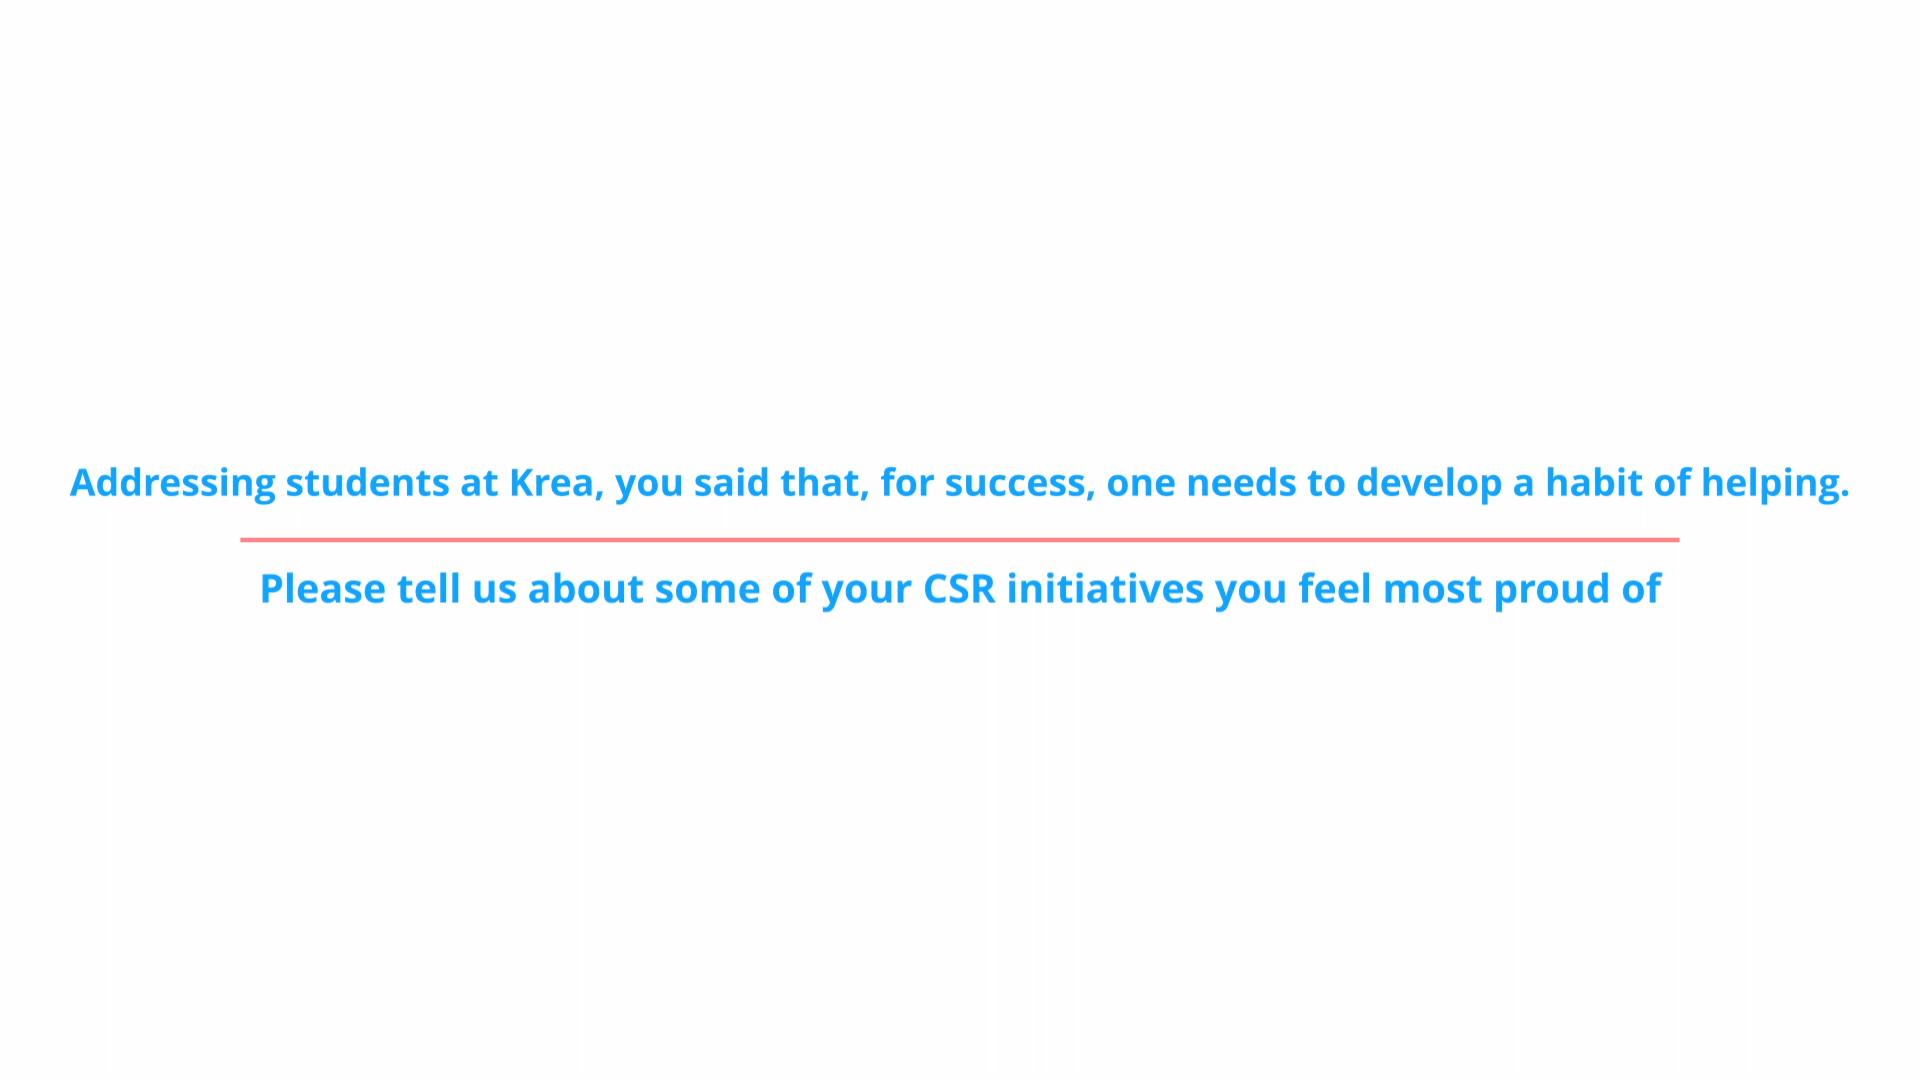 Addressing students at Krea, you said that, for success, one needs to develop a habit of helping.
Please tell us about some of your CSR initiatives you feel most proud of